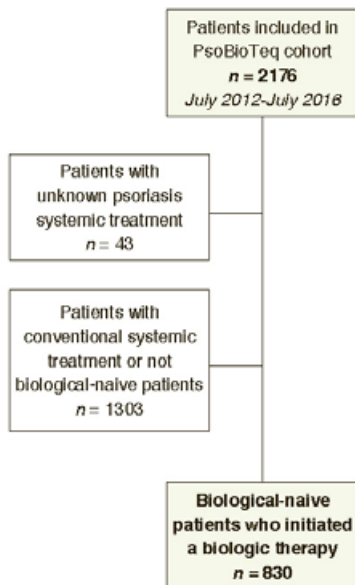 Patients included in
PsoBioTeq cohort
n = 2176
July 2012-July 2016
Patients with
unknown psoriasis
systemic treatment
n = 43
Patients with
conventional systemic
treatment or not
biological-naive patients
n = 1303
Biological-naive
patients who initiated
a biologic therapy
n = 830